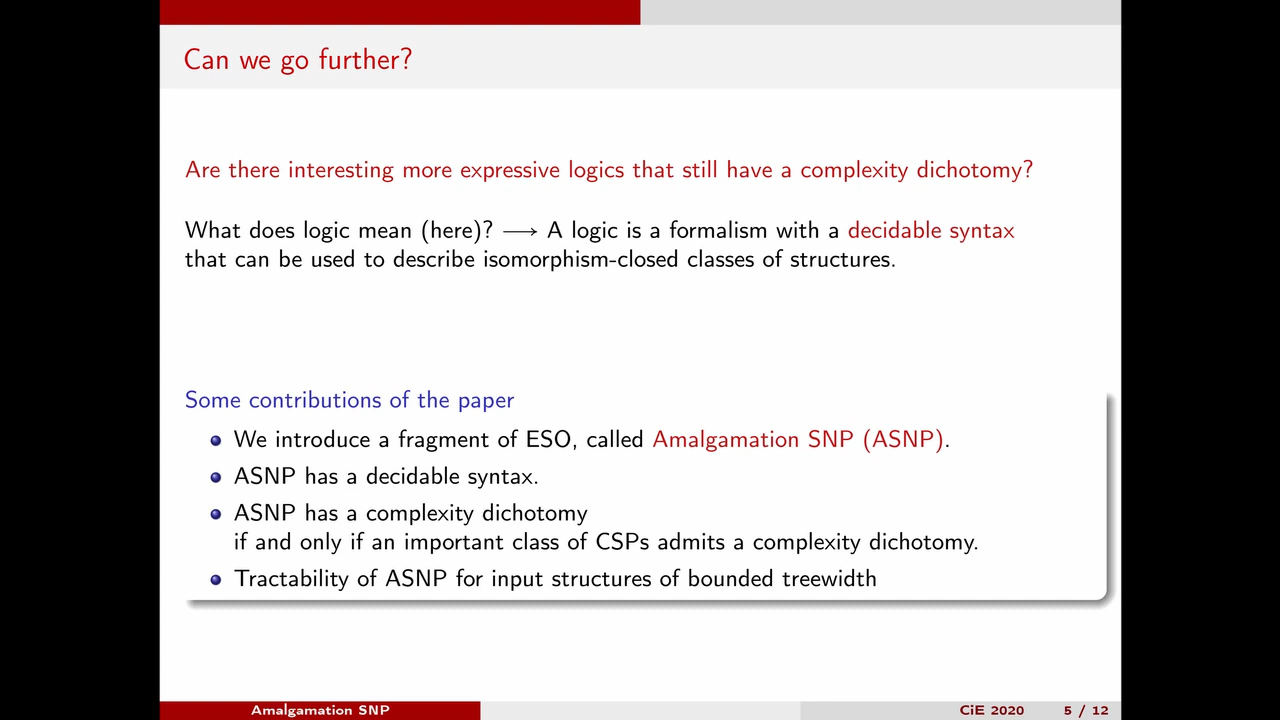 Can we go further?
Are there interesting more expressive logics that still have a complexity dichotomy?
What does logic mean (here)? ⟶ A logic is a formalism with a decidable syntax
that can be used to describe isomorphism-closed classes of structures.
Some contributions of the paper
We introduce a fragment of ESO, called Amalgamation SNP (ASNP).
ASNP has a decidable syntax.
ASNP has a complexity dichotomy
if and only if an important class of CSPs admits a complexity dichotomy.
Tractability of ASNP for input structures of bounded treewidth
Amalgamation SNP
CiE 2020 5 / 12